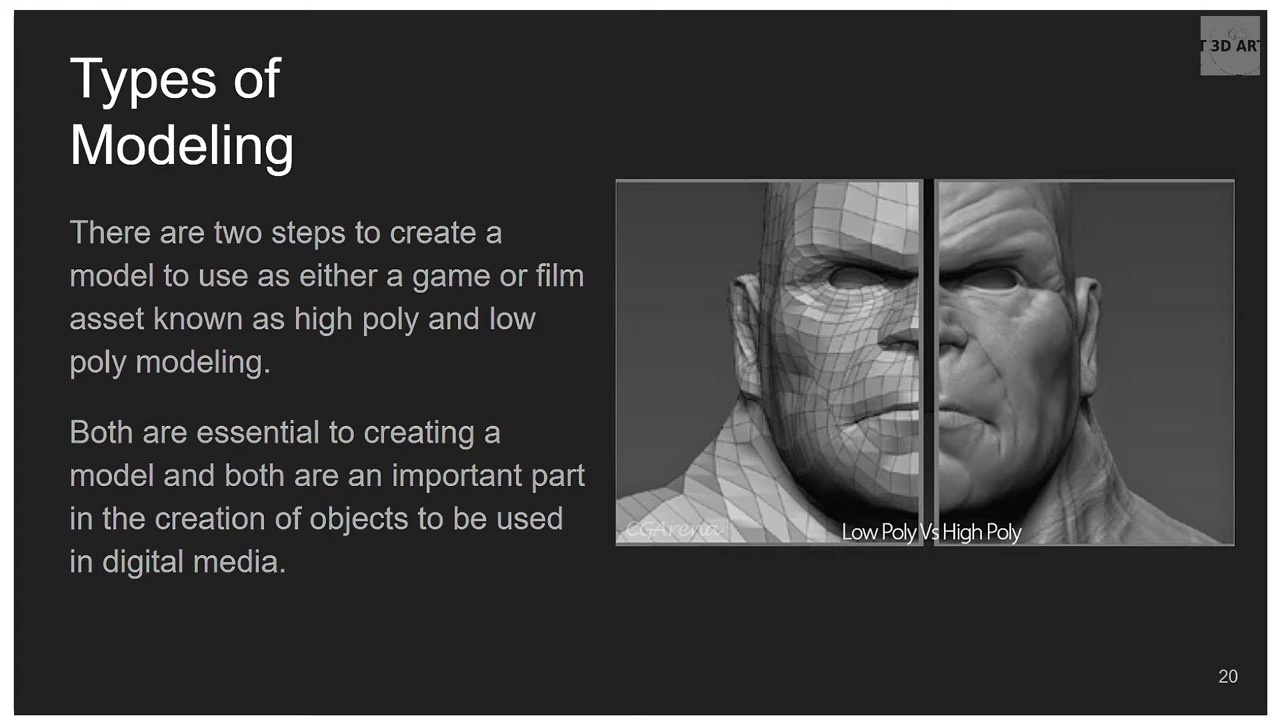 T 3D ART
Types of
Modeling
There are two steps to create a
model to use as either a game or film
asset known as high poly and low
poly modeling.
Both are essential to creating a
model and both are an important part
in the creation of objects to be used
in digital media.
CGArena
Low Poly Vs High Poly
20